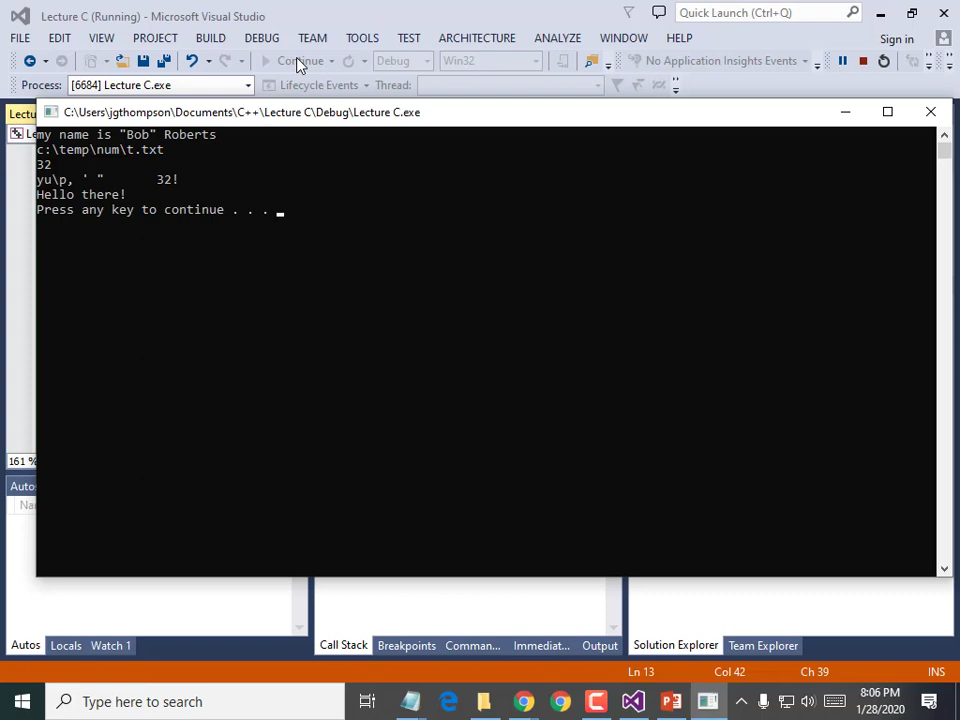 Lecture C (Running) - Microsoft Visual Studio
Quick Launch (Ctrl+Q)
FILE EDIT VIEW PROJECT BUILD DEBUG TEAM TOOLS TEST ARCHITECTURE ANALYZE WINDOW HELP Sign in
Continue Debug Win32 No Application Insights Events
Process: [6684] Lecture C.exe Lifecycle Events Thread:
C:\Users\jgthompson\Documents\C++\Lecture C\Debug\Lecture C.exe
my name is "Bob" Roberts
c:\temp\num\t.txt
32
yu\p, ' " 32!
Hello there!
Press any key to continue . . .
161 %
Autos Locals Watch 1 Call Stack Breakpoints Comman... Immediat... Output Solution Explorer Team Explorer
Ln 13 Col 42 Ch 39 INS
Type here to search
8:06 PM
1/28/2020